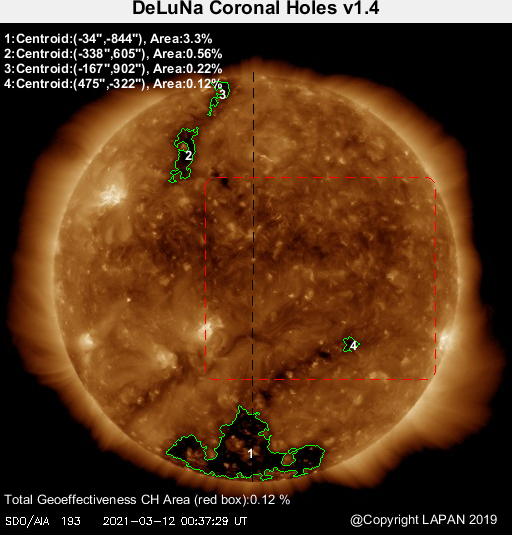 DeLuNa Coronal Holes v1.4
1:Centroid:(-34",-844"), Area:3.3%
2:Centroid:(-338",605"), Area:0.56%
3:Centroid:(-167",902"), Area:0.22%
4:Centroid:(475",-322"), Area:0.12%
3
2
4
1
Total Geoeffectiveness CH Area (red box):0.12 %
SDO/AIA 193 2021-03-12 00:37:29 UT
@Copyright LAPAN 2019